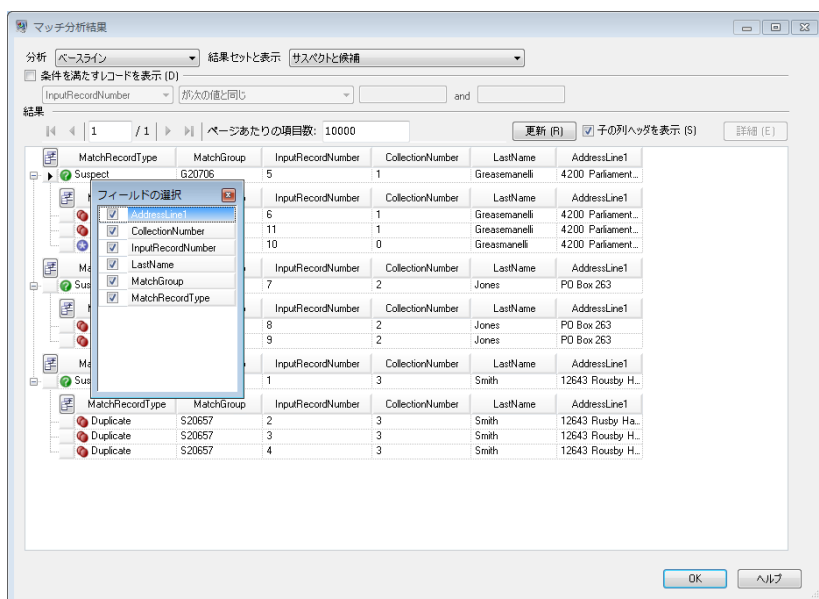 マッチ分析結果
分析 ベースライン 結果セットと表示 サスペクトと候補
条件を満たすレコードを表示 (D)
InputRecordNumber が次の値と同じ and
結果
1 / 1 ページあたりの項目数: 10000 更新 (R) 子の列ヘッダを表示 (S) 詳細 (E)
MatchRecordType MatchGroup InputRecordNumber CollectionNumber LastName AddressLine1
Suspect G20706 5 1 Greasemanelli 4200 Parliament...
フィールドの選択 InputRecordNumber CollectionNumber LastName AddressLine1
AddressLine1 6 1 Greasemanelli 4200 Parliament...
CollectionNumber 11 1 Greasemanelli 4200 Parliament...
InputRecordNumber 10 0 Greasmanelli 4200 Parliament...
LastName InputRecordNumber CollectionNumber LastName AddressLine1
MatchGroup 7 2 Jones PO Box 263
MatchRecordType InputRecordNumber CollectionNumber LastName AddressLine1
8 2 Jones PO Box 263
9 2 Jones PO Box 263
InputRecordNumber CollectionNumber LastName AddressLine1
1 3 Smith 12643 Rousby H...
MatchRecordType MatchGroup InputRecordNumber CollectionNumber LastName AddressLine1
Duplicate S20657 2 3 Smith 12643 Rusby Ha...
Duplicate S20657 3 3 Smith 12643 Rousby H...
Duplicate S20657 4 3 Smith 12643 Rousby H...
OK ヘルプ